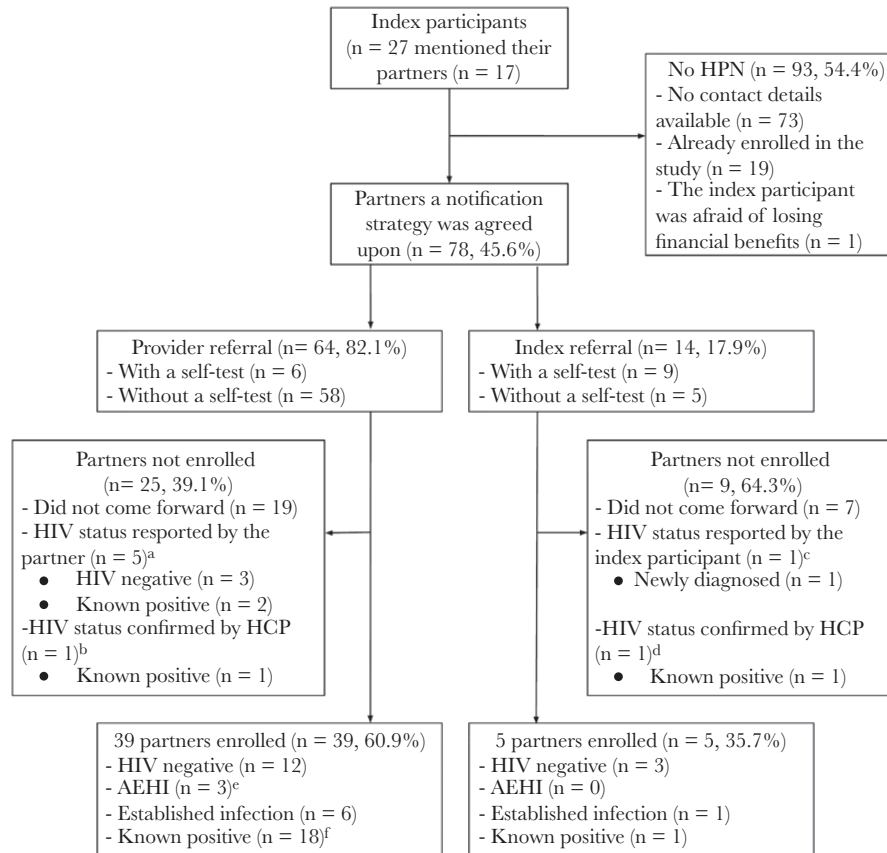 Index participants
(n = 27 mentioned their
partners (n = 17)
No HPN (n = 93, 54.4%)
- No contact details
available (n = 73)
- Already enrolled in the
study (n = 19)
- The index participant
was afraid of losing
financial benefits (n = 1)
Partners a notification
strategy was agreed
upon (n = 78, 45.6%)
Provider referral (n= 64, 82.1%)
- With a self-test (n = 6)
- Without a self-test (n = 58)
Index referral (n= 14, 17.9%)
- With a self-test (n = 9)
- Without a self-test (n = 5)
Partners not enrolled
(n= 25, 39.1%)
- Did not come forward (n = 19)
- HIV status resported by the
partner (n = 5)ᵃ
● HIV negative (n = 3)
● Known positive (n = 2)
-HIV status confirmed by HCP
(n = 1)ᵇ
● Known positive (n = 1)
Partners not enrolled
(n= 9, 64.3%)
- Did not come forward (n = 7)
- HIV status resported by the
index participant (n = 1)ᶜ
● Newly diagnosed (n = 1)
-HIV status confirmed by HCP
(n = 1)ᵈ
● Known positive (n = 1)
39 partners enrolled (n = 39, 60.9%)
- HIV negative (n = 12)
- AEHI (n = 3)ᵉ
- Established infection (n = 6)
- Known positive (n = 18)ᶠ
5 partners enrolled (n = 5, 35.7%)
- HIV negative (n = 3)
- AEHI (n = 0)
- Established infection (n = 1)
- Known positive (n = 1)